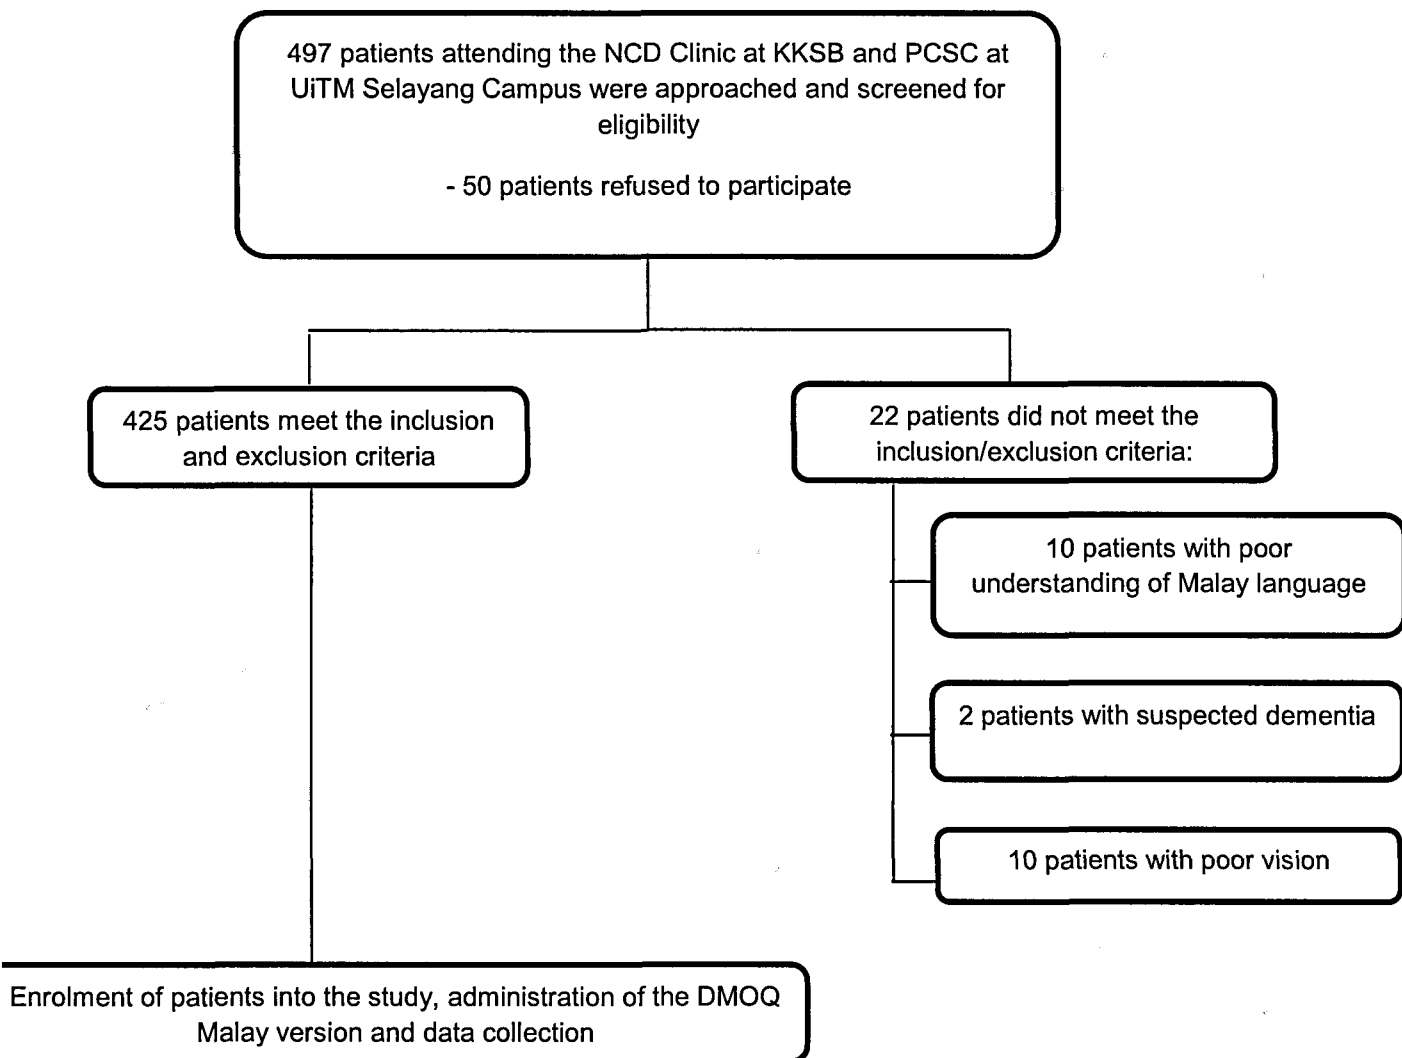 497 patients attending the NCD Clinic at KKSB and PCSC at
UiTM Selayang Campus were approached and screened for
eligibility
- 50 patients refused to participate
425 patients meet the inclusion
and exclusion criteria
22 patients did not meet the
inclusion/exclusion criteria:
10 patients with poor
understanding of Malay language
2 patients with suspected dementia
10 patients with poor vision
Enrolment of patients into the study, administration of the DMOQ
Malay version and data collection